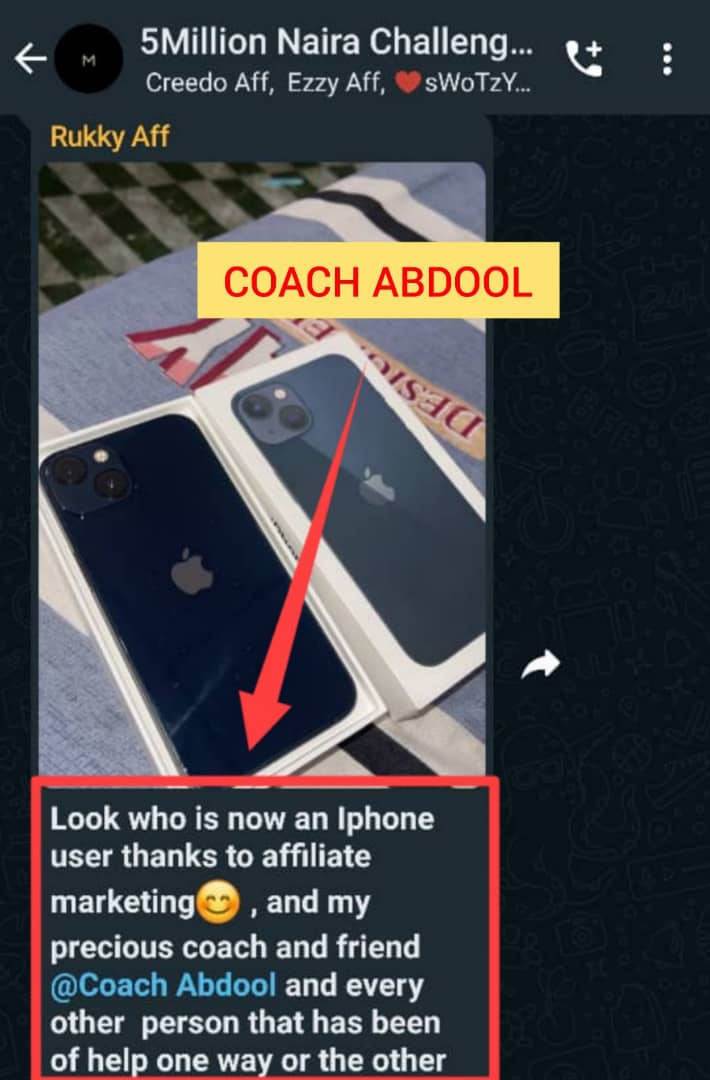 5Million Naira Challeng...
Creedo Aff, Ezzy Aff, ❤️sWoTzY...
M
Rukky Aff
COACH ABDOOL
DESIGN
Look who is now an Iphone
user thanks to affiliate
marketing😊 , and my
precious coach and friend
@Coach Abdool and every
other person that has been
of help one way or the other